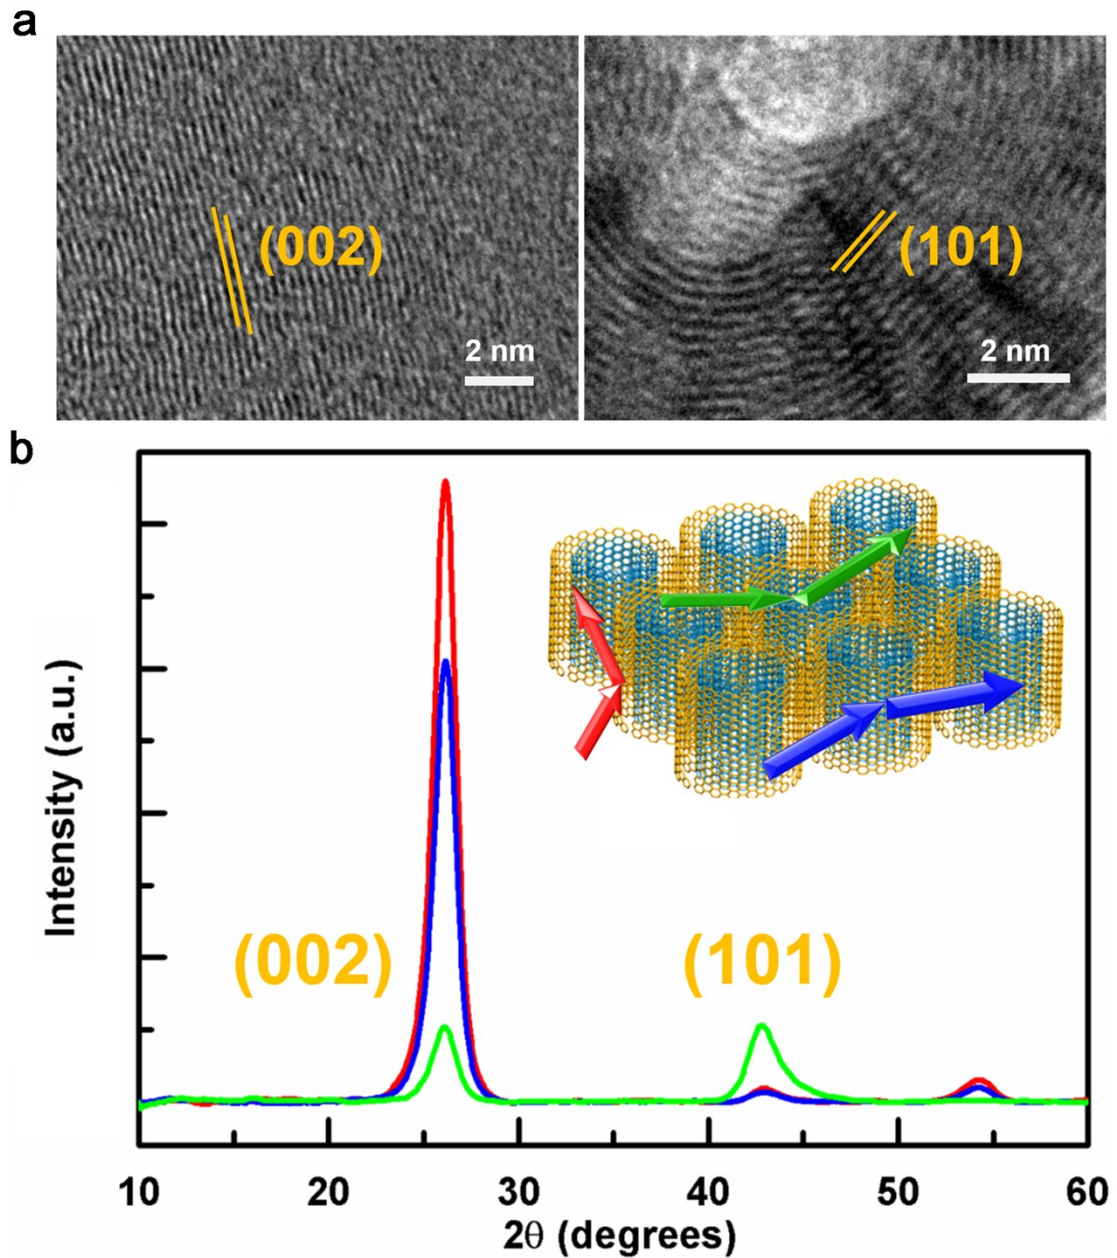 a
(002)
2 nm
(101)
2 nm
b
Intensity (a.u.)
(002)
(101)
10 20 30 40 50 60
2θ (degrees)